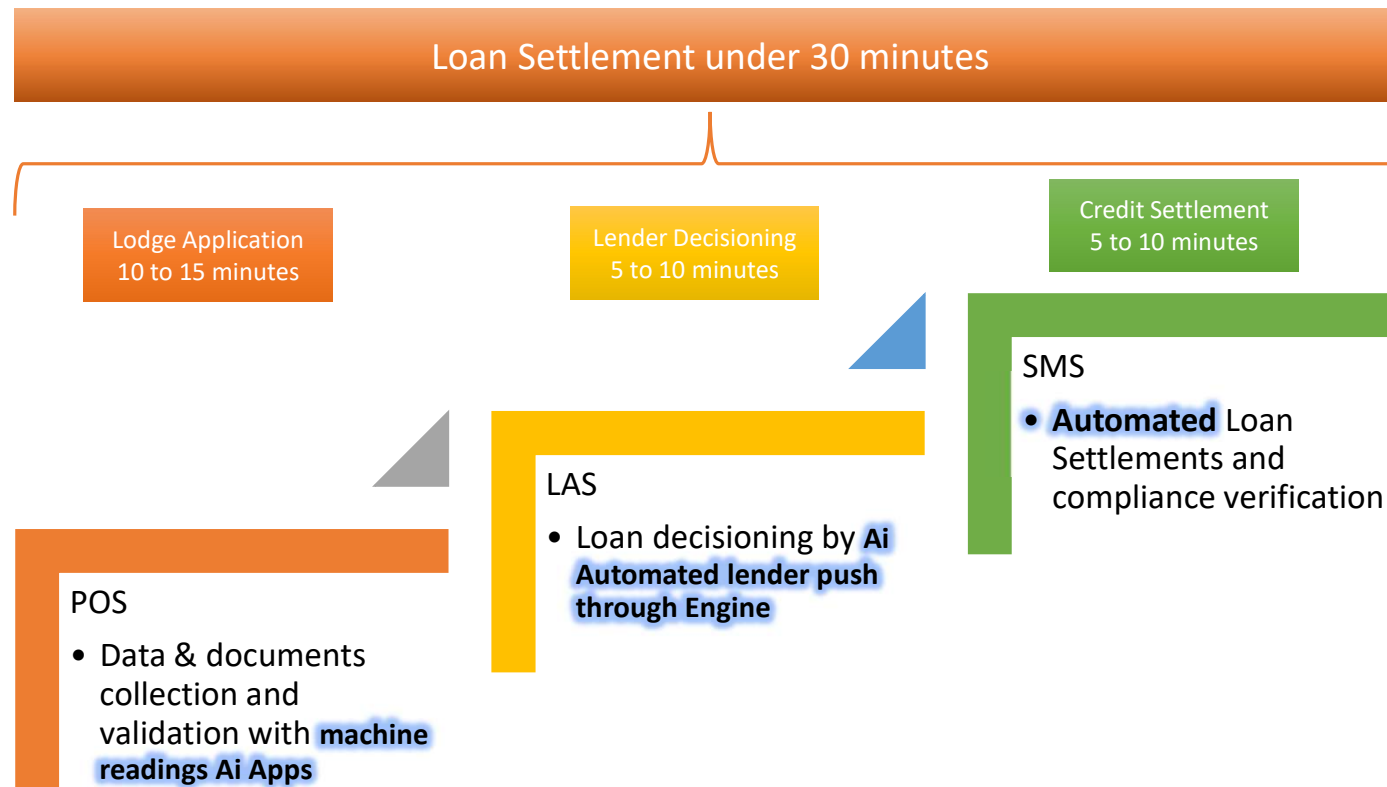 Loan Settlement under 30 minutes
Lodge Application
10 to 15 minutes
Lender Decisioning
5 to 10 minutes
Credit Settlement
5 to 10 minutes
POS
• Data & documents
collection and
validation with machine
readings Ai Apps
LAS
• Loan decisioning by Ai
Automated lender push
through Engine
SMS
• Automated Loan
Settlements and
compliance verification